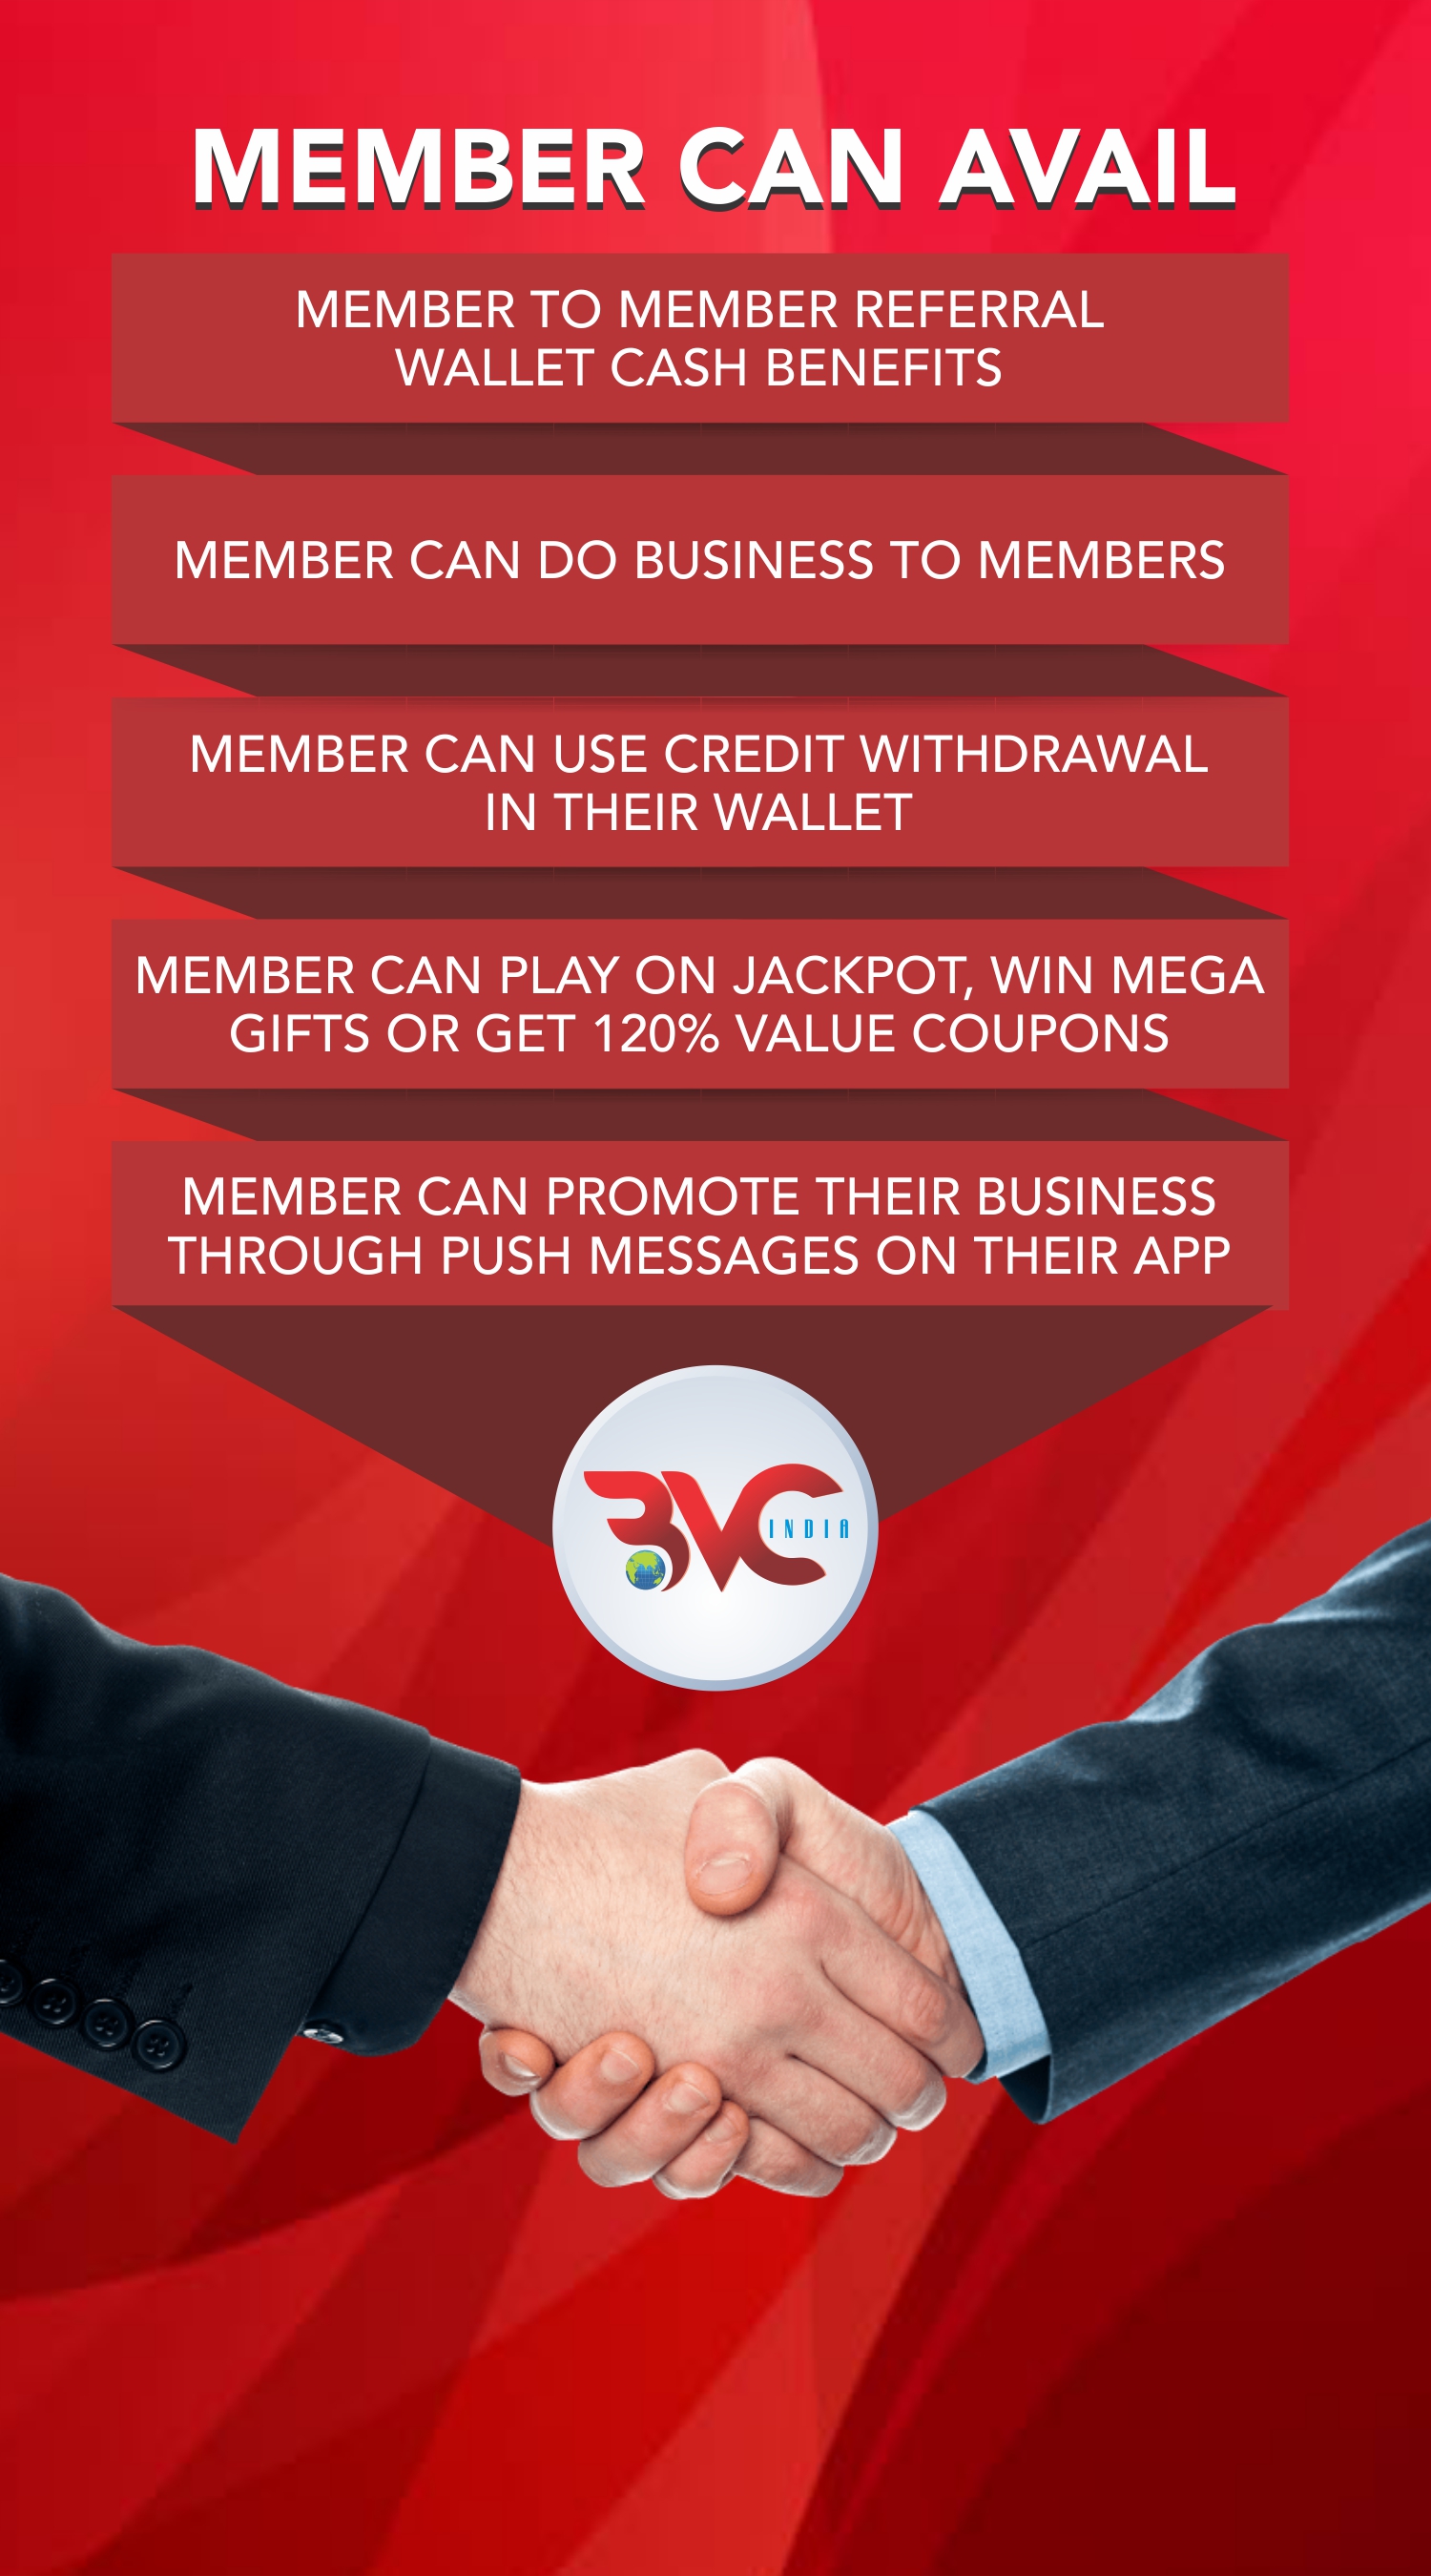 MEMBER CAN AVAIL
MEMBER TO MEMBER REFERRAL
WALLET CASH BENEFITS
MEMBER CAN DO BUSINESS TO MEMBERS
MEMBER CAN USE CREDIT WITHDRAWAL
IN THEIR WALLET
MEMBER CAN PLAY ON JACKPOT, WIN MEGA
GIFTS OR GET 120% VALUE COUPONS
MEMBER CAN PROMOTE THEIR BUSINESS
THROUGH PUSH MESSAGES ON THEIR APP
BVC
INDIA